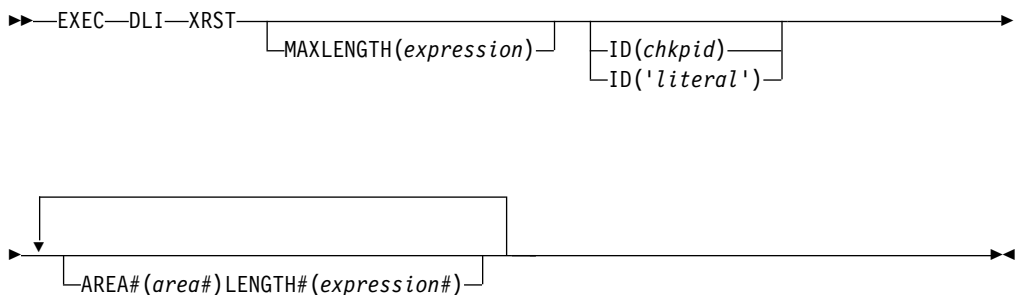 EXEC DLI XRST
MAXLENGTH(expression)
ID(chkpid)
ID('literal')
AREA#(area#)LENGTH#(expression#)